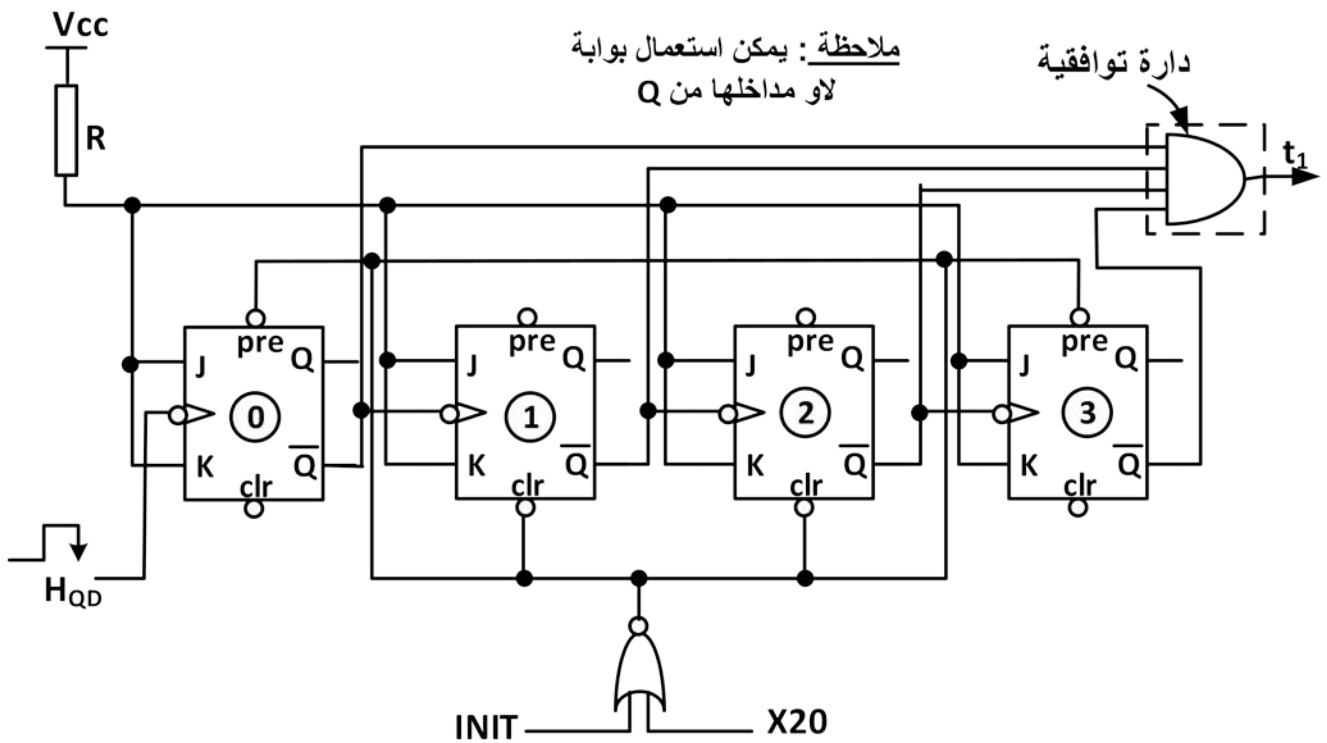 Vcc
ملاحظة : يمكن استعمال بوابة
لاو مداخلها من Q
دارة توافقية
R
t₁
pre
J
Q
0
K
Q̅
clr
pre
J
Q
1
K
Q̅
clr
pre
J
Q
2
K
Q̅
clr
pre
J
Q
3
K
Q̅
clr
H_QD
INIT
X20